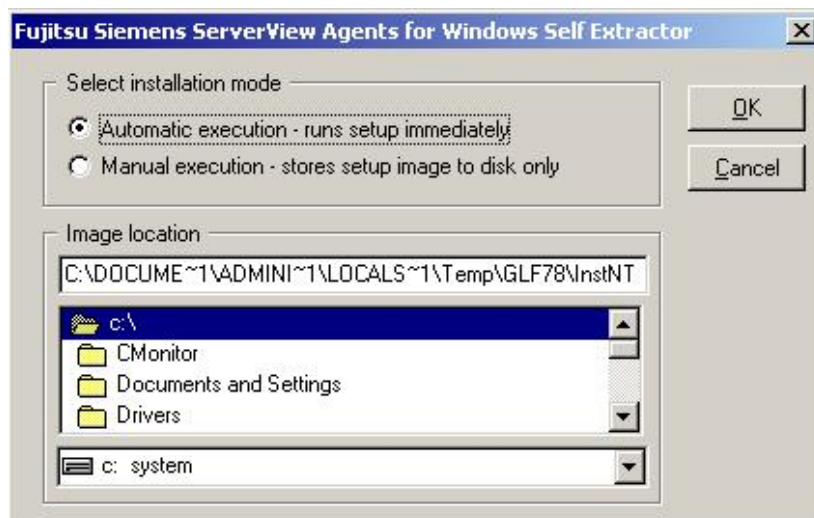 Fujitsu Siemens ServerView Agents for Windows Self Extractor
Select installation mode
Automatic execution - runs setup immediately
Manual execution - stores setup image to disk only
OK
Cancel
Image location
C:\DOCUME~1\ADMINI~1\LOCALS~1\Temp\GLF78\InstNT
c:\
CMonitor
Documents and Settings
Drivers
c: system